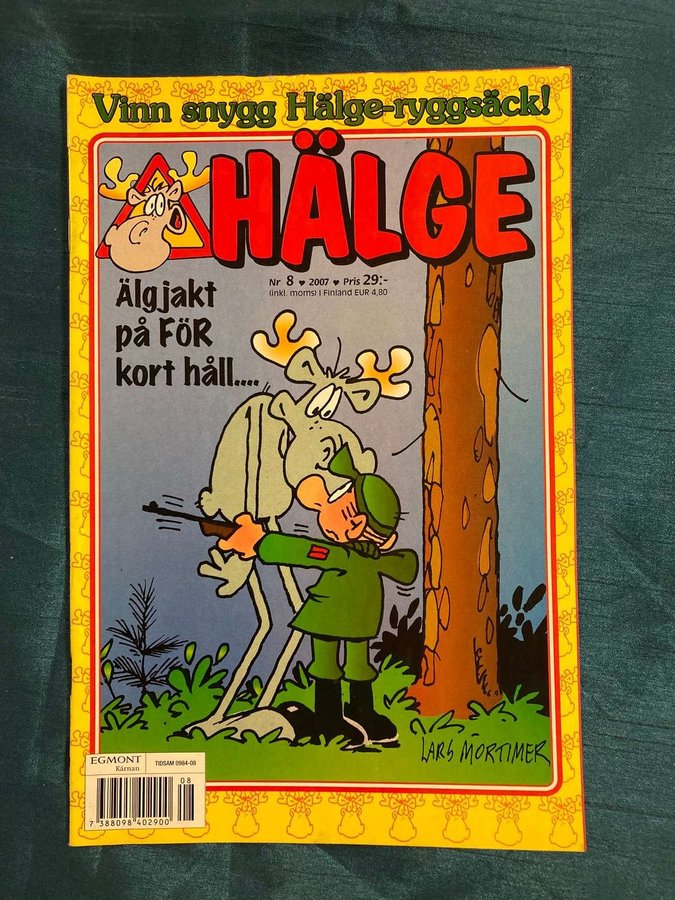 Vinn snygg Hälge-ryggsäck!
HÄLGE
Nr 8 ♥ 2007 ♥ Pris 29:-
(inkl. moms) i Finland EUR 4,80
Älgjakt
på FöR
kort håll....
LARS MORTIMER
EGMONT
Kärnan
TIDSAM 0984-08
08
7 388098 402900